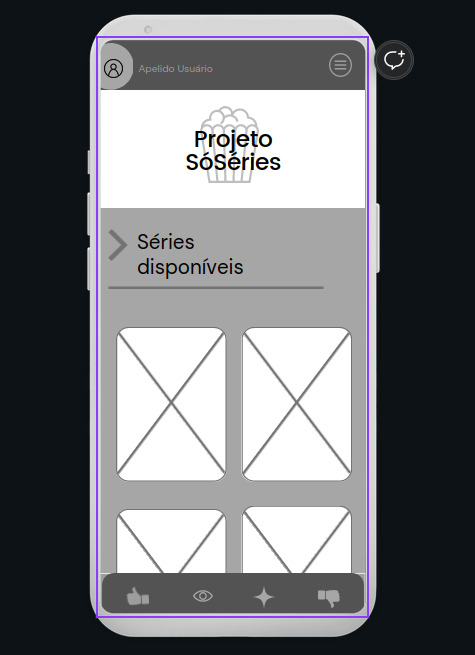 Apelido Usuário
Projeto
SóSéries
Séries
disponíveis